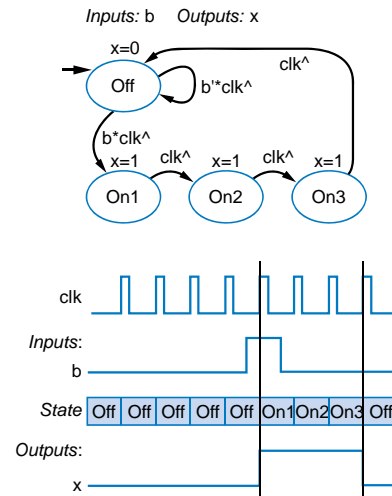 Inputs: b Outputs: x
x=0
clk^
Off
b'*clk^
b*clk^
x=1 clk^ x=1 clk^ x=1
On1 On2 On3
clk
Inputs:
b
State Off Off Off Off Off On1 On2 On3 Off
Outputs:
x